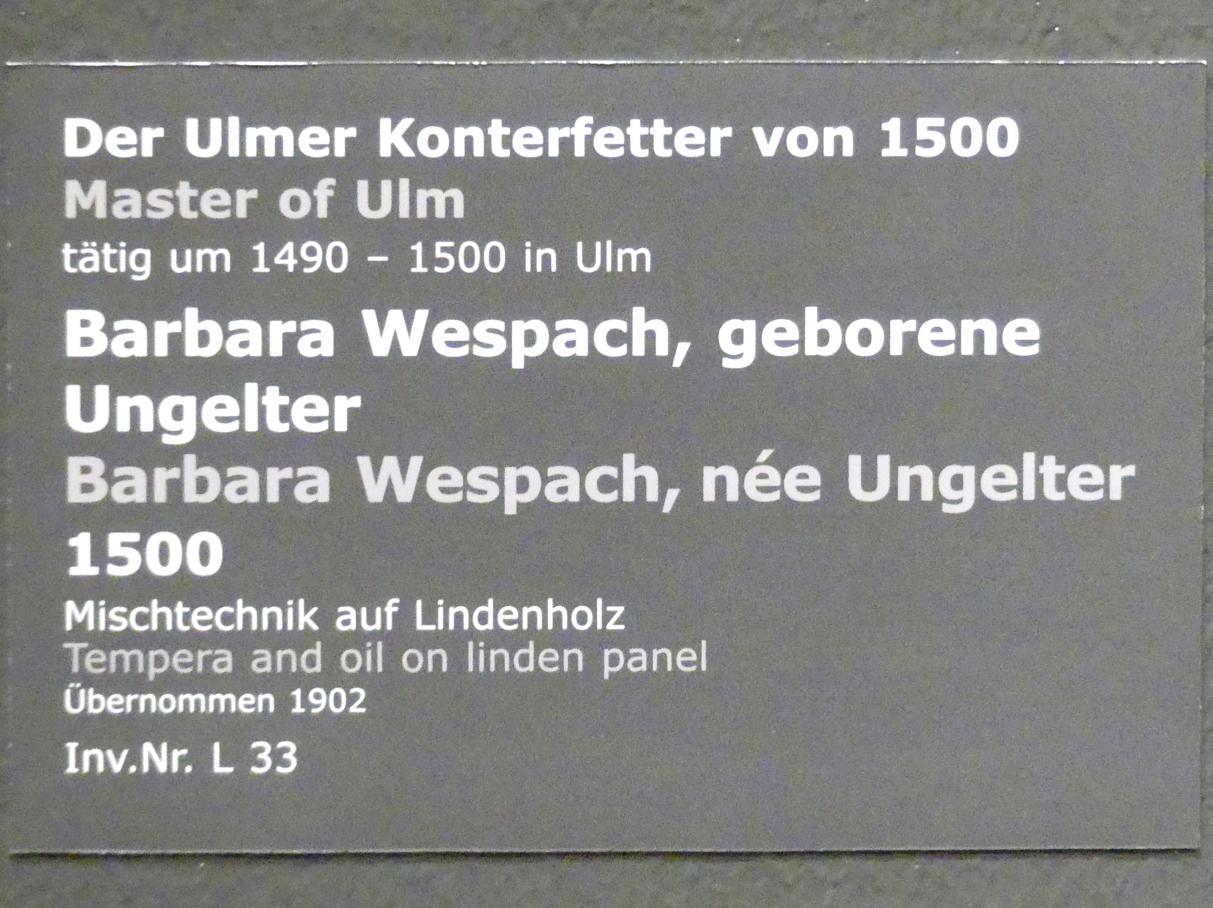 Der Ulmer Konterfetter von 1500
Master of Ulm
tätig um 1490 – 1500 in Ulm
Barbara Wespach, geborene
Ungelter
Barbara Wespach, née Ungelter
1500
Mischtechnik auf Lindenholz
Tempera and oil on linden panel
Übernommen 1902
Inv.Nr. L 33